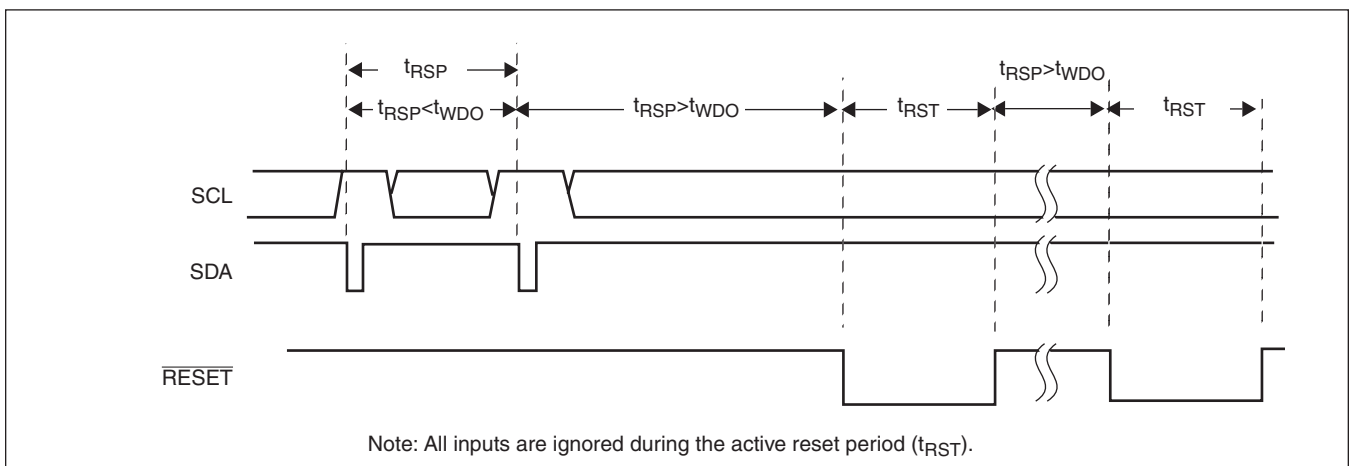 tRSP
tRSP>tWDO
tRSP<tWDO
tRSP>tWDO
tRST
tRST
SCL
SDA
RESET
Note: All inputs are ignored during the active reset period (tRST).